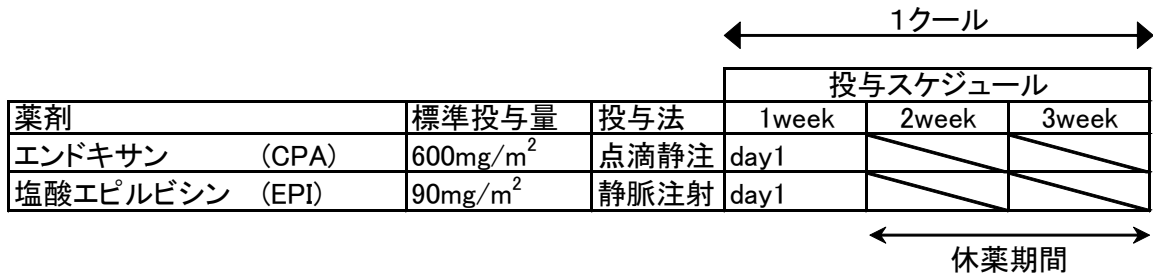 1クール
投与スケジュール
薬剤 標準投与量 投与法 1week 2week 3week
エンドキサン (CPA) 600mg/m² 点滴静注 day1
塩酸エピルビシン (EPI) 90mg/m² 静脈注射 day1
休薬期間